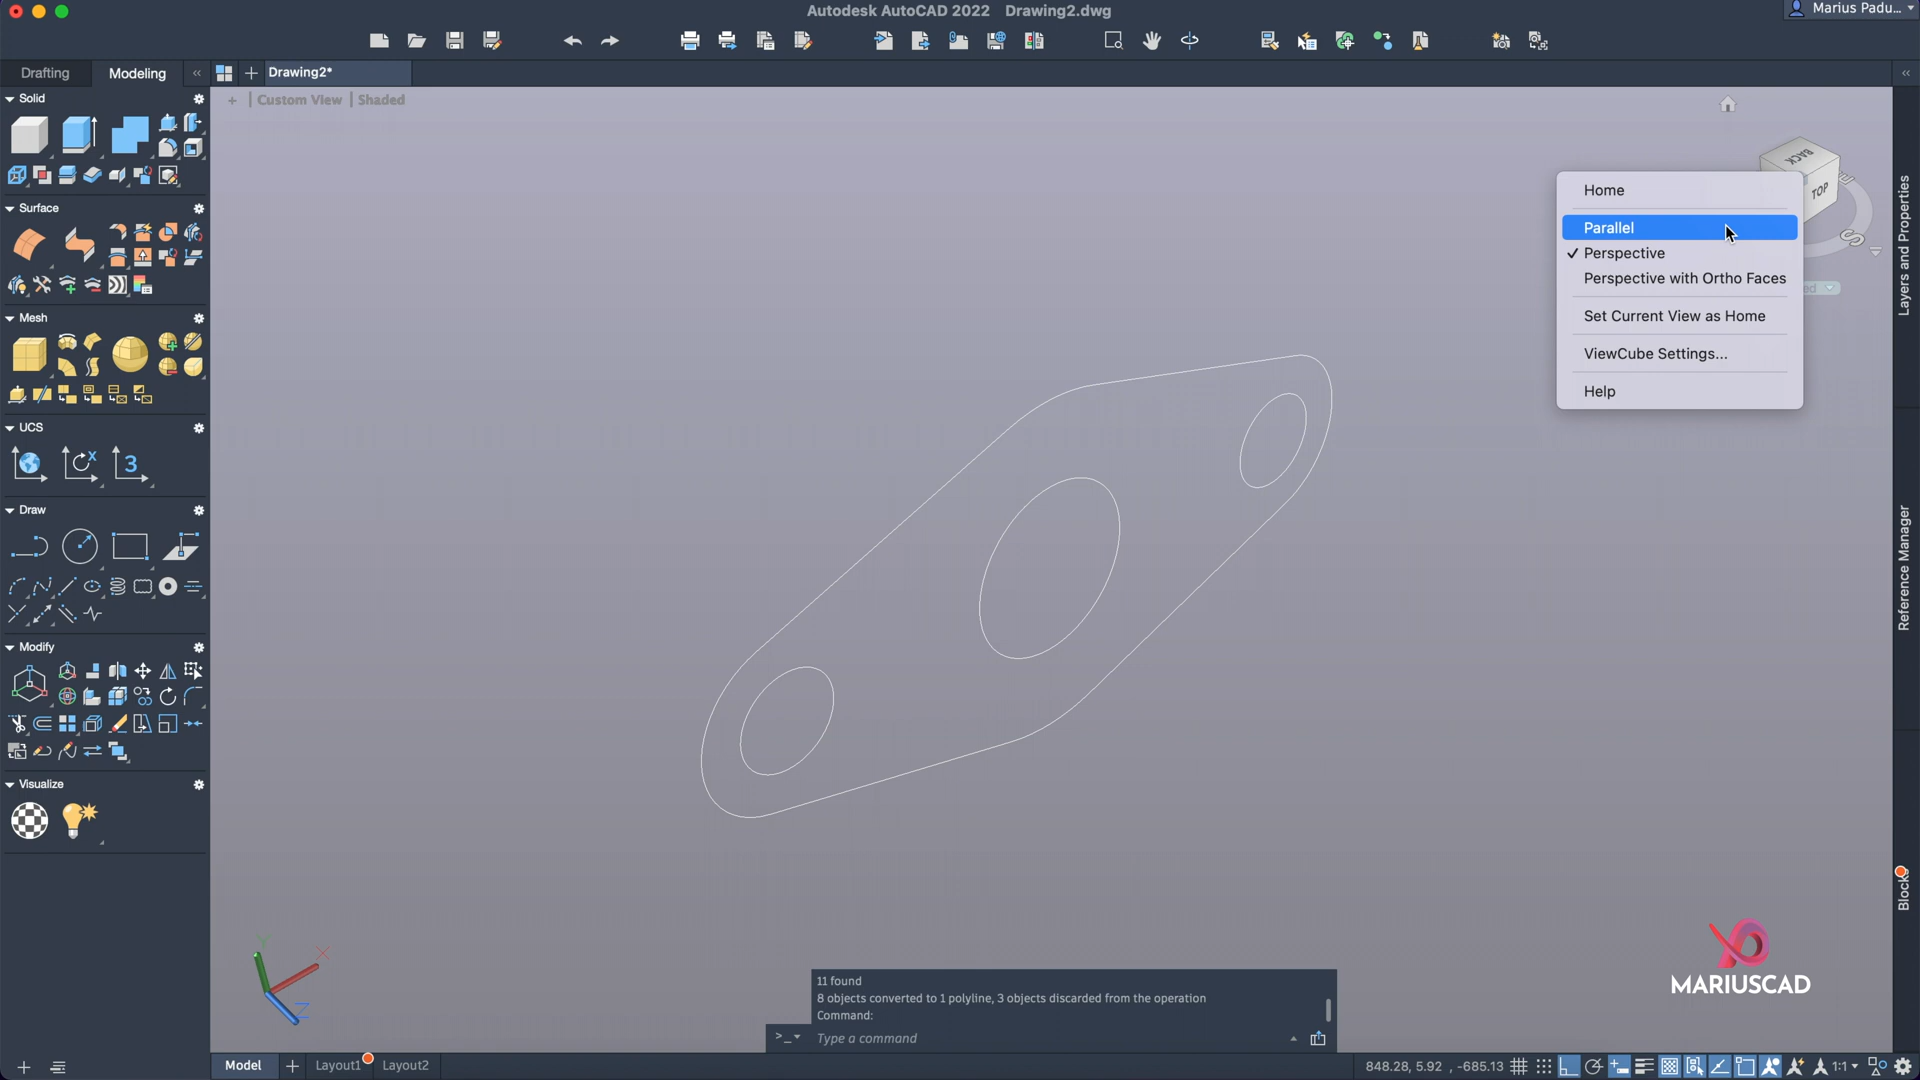 Autodesk AutoCAD 2022 Drawing2.dwg
Marius Padu...
Drafting
Modeling
Drawing2*
Solid
+ | Custom View | Shaded
BACK
TOP
S
Surface
Home
Parallel
✓ Perspective
Perspective with Ortho Faces
Set Current View as Home
ViewCube Settings...
Help
Layers and Properties
Mesh
UCS
X
3
Draw
Reference Manager
Modify
Visualize
Blocks
Y
X
Z
MARIUSCAD
11 found
8 objects converted to 1 polyline, 3 objects discarded from the operation
Command:
>_ Type a command
Model
Layout1
Layout2
848.28, 5.92 , -685.13
1:1